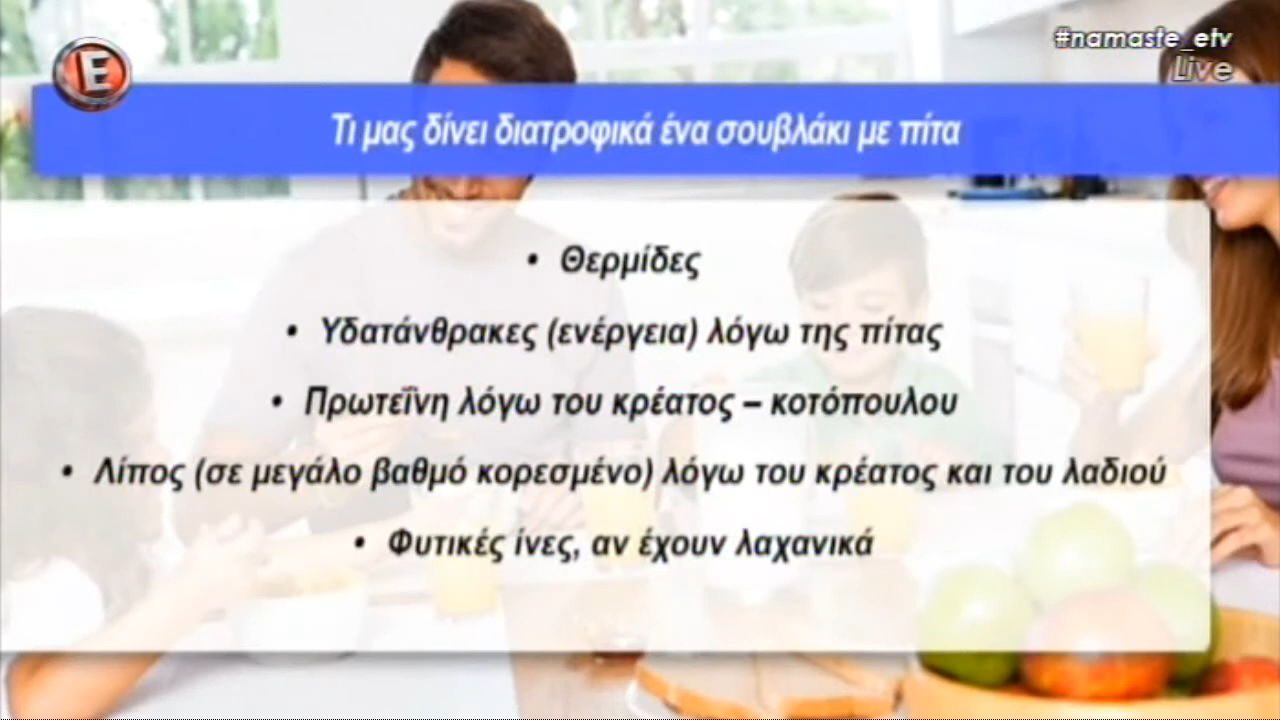 E
#namaste_etv
Live
Τι μας δίνει διατροφικά ένα σουβλάκι με πίτα
• Θερμίδες
• Υδατάνθρακες (ενέργεια) λόγω της πίτας
• Πρωτεΐνη λόγω του κρέατος – κοτόπουλου
• Λίπος (σε μεγάλο βαθμό κορεσμένο) λόγω του κρέατος και του λαδιού
• Φυτικές ίνες, αν έχουν λαχανικά